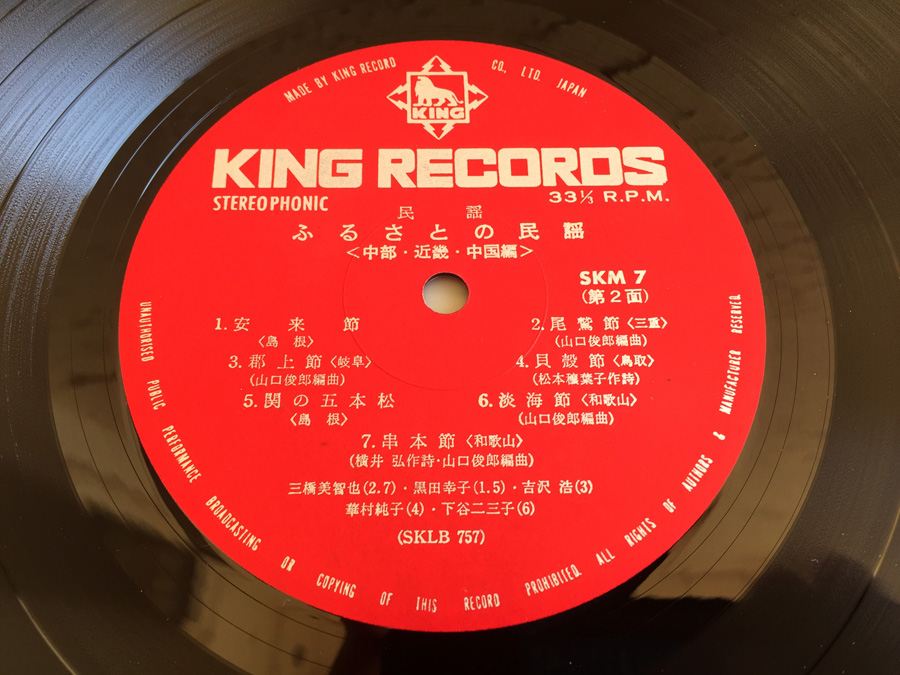 MADE BY KING RECORD CO., LTD. JAPAN
KING
KING RECORDS
STEREOPHONIC
33⅓ R.P.M.
民謡
ふるさとの民謡
<中部・近畿・中国編>
SKM 7
(第2面)
1. 安来節 2. 尾鷲節<三重>
<島根> (山口俊郎編曲)
3. 郡上節<岐阜> 4. 貝殻節<鳥取>
(山口俊郎編曲) (松本穣葉子作詩)
5. 関の五本松 6. 淡海節<和歌山>
<島根> (山口俊郎編曲)
7. 串本節<和歌山>
(横井 弘作詩・山口俊郎編曲)
三橋美智也(2.7)・黒田幸子(1.5)・吉沢 浩(3)
華村純子(4)・下谷二三子(6)
(SKLB 757)
UNAUTHORISED PUBLIC PERFORMANCE BROADCASTING OR COPYING OF THIS RECORD PROHIBITED ALL RIGHTS OF AUTHORS & MANUFACTURER RESERVED